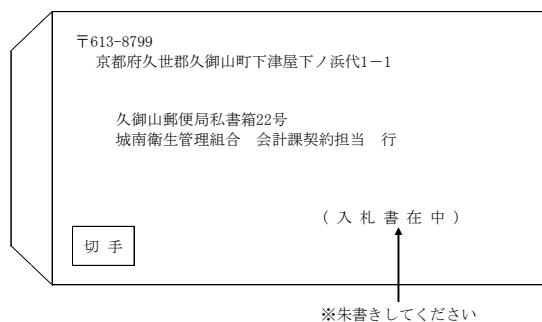 〒613-8799
京都府久世郡久御山町下津屋下ノ浜代1－1
久御山郵便局私書箱22号
城南衛生管理組合　会計課契約担当　行
（入札書在中）
切手
※朱書きしてください